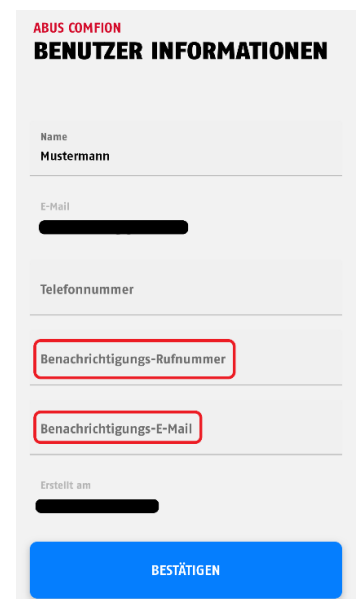 ABUS COMFION
BENUTZER INFORMATIONEN
Name
Mustermann
E-Mail
Telefonnummer
Benachrichtigungs-Rufnummer
Benachrichtigungs-E-Mail
Erstellt am
BESTÄTIGEN